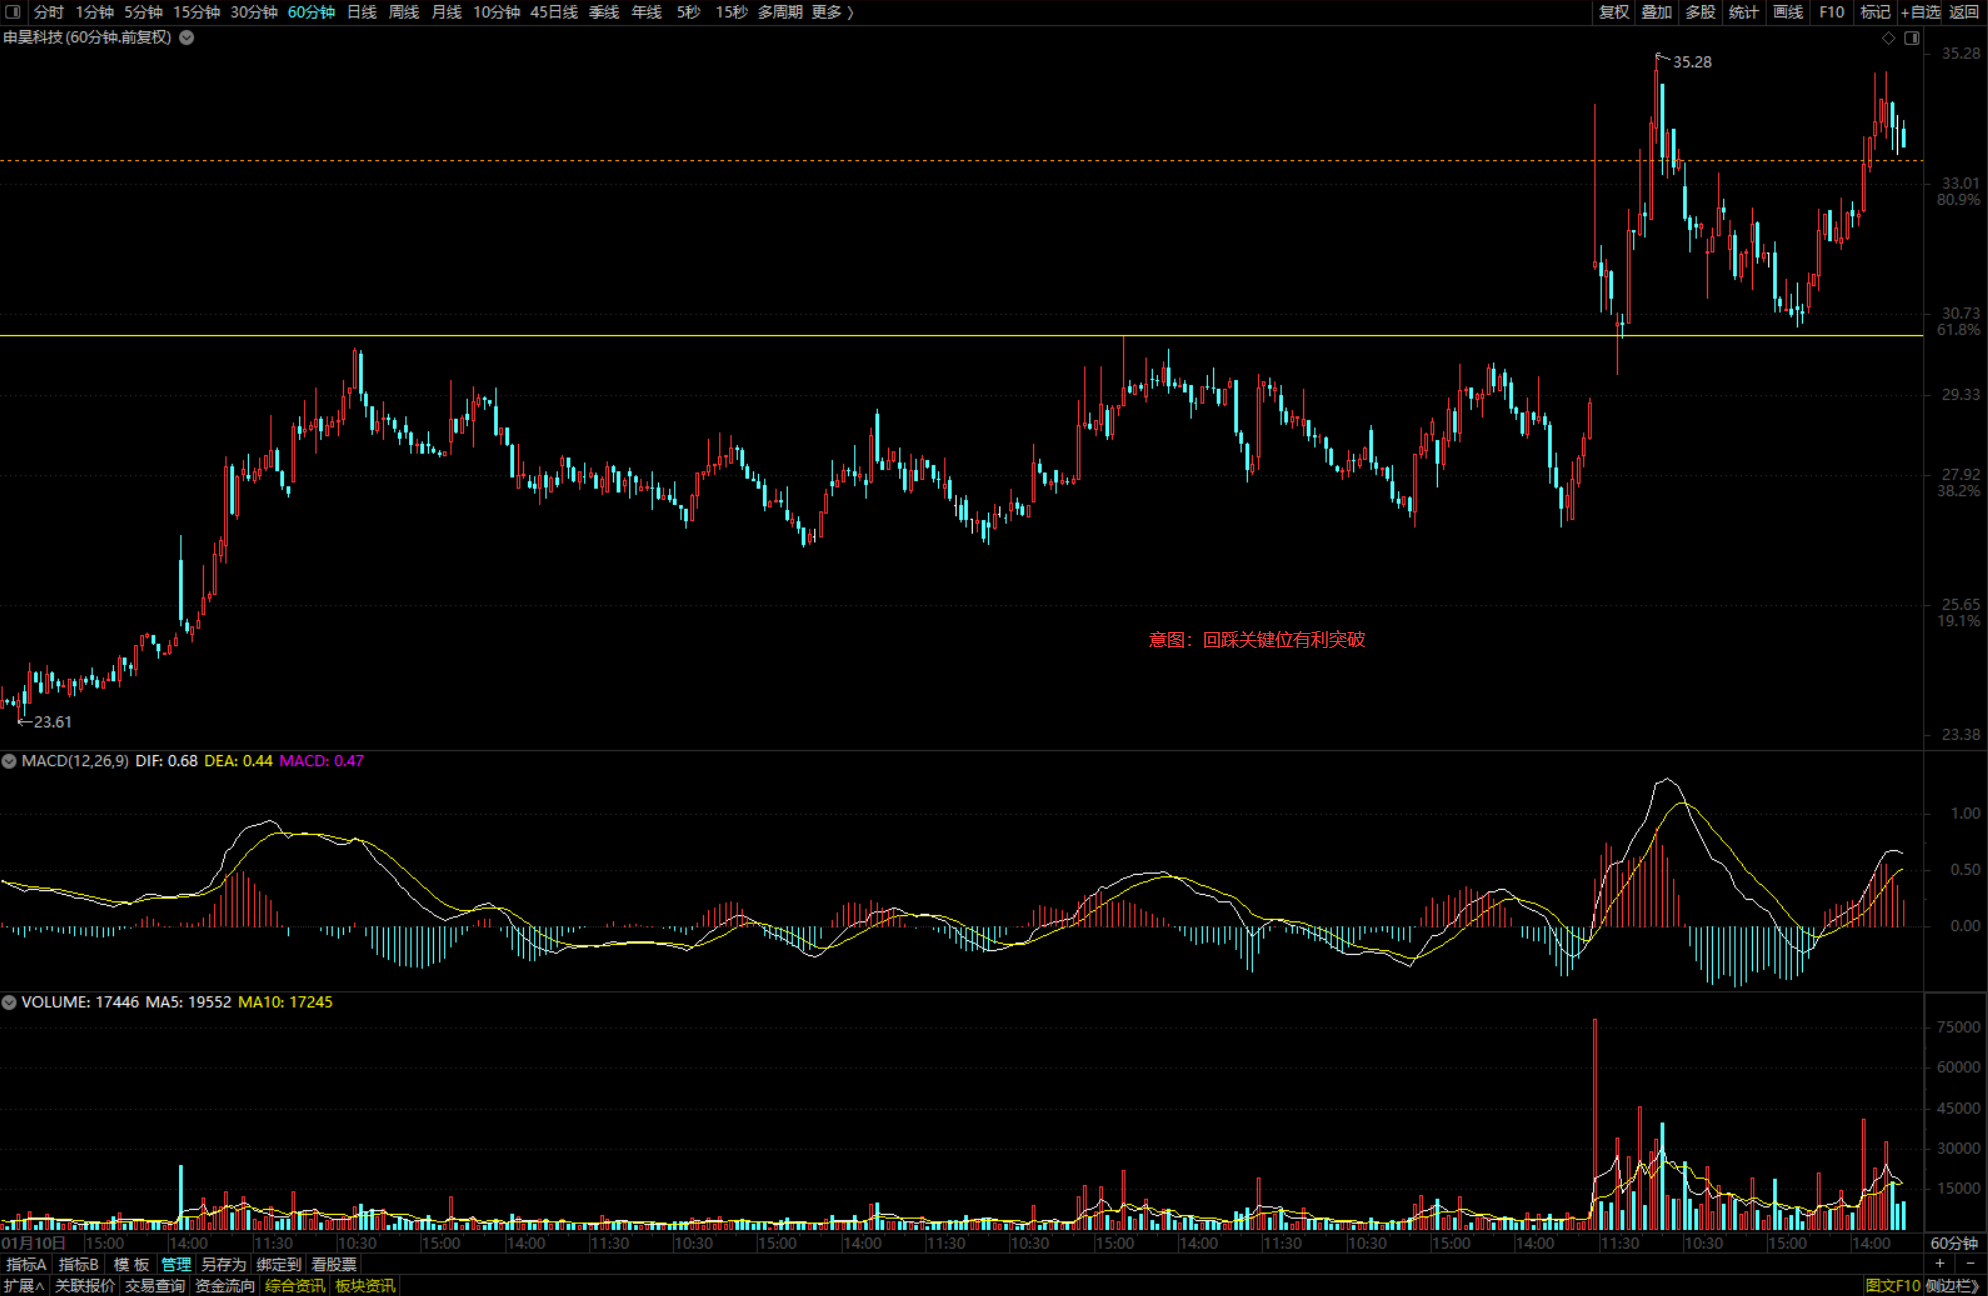 分时 1分钟 5分钟 15分钟 30分钟 60分钟 日线 周线 月线 10分钟 45日线 季线 年线 5秒 15秒 多周期 更多 〉 复权 叠加 多股 统计 画线 F10 标记 +自选 返回
申昊科技(60分钟.前复权)
35.28
35.28
33.01
80.9%
30.73
61.8%
29.33
27.92
38.2%
25.65
19.1%
意图：回踩关键位有利突破
23.61
23.38
MACD(12,26,9) DIF: 0.68 DEA: 0.44 MACD: 0.47
1.00
0.50
0.00
VOLUME: 17446 MA5: 19552 MA10: 17245
75000
60000
45000
30000
15000
01月10日 15:00 14:00 11:30 10:30 15:00 14:00 11:30 10:30 15:00 14:00 11:30 10:30 15:00 14:00 11:30 10:30 15:00 14:00 11:30 10:30 15:00 14:00 60分钟
指标A 指标B 模 板 管理 另存为 绑定到 看股票 + −
扩展∧ 关联报价 交易查询 资金流向 综合资讯 板块资讯 图文F10 侧边栏》